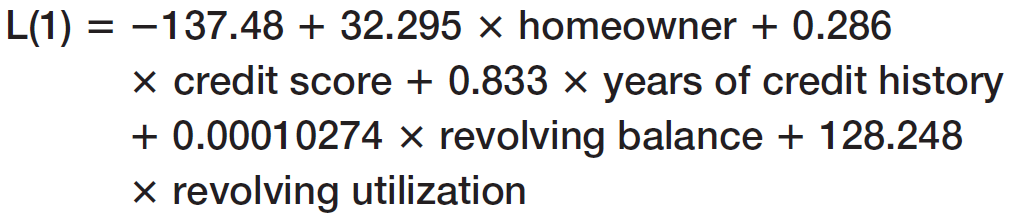 L(1) = −137.48 + 32.295 × homeowner + 0.286
× credit score + 0.833 × years of credit history
+ 0.00010274 × revolving balance + 128.248
× revolving utilization